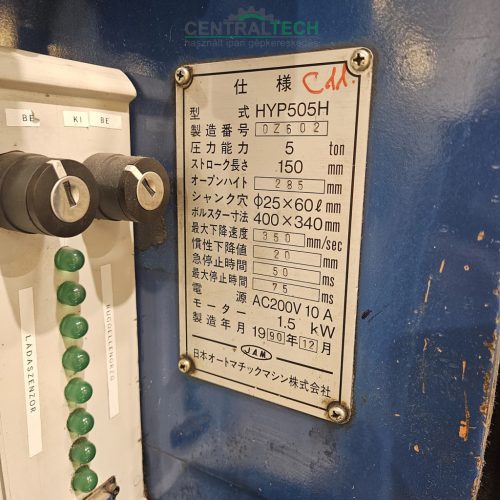 CENTRALTECH
használt ipari gépkereskedés
BE
KI
BE
LÁDASZENZOR
仕様
C11.
型式 HYP505H
製造番号 OZ602
圧力能力 5 ton
ストローク長さ 150 mm
オープンハイト 285 mm
シャンク穴 φ25×60ℓ mm
ボルスター寸法 400×340 mm
最大下降速度 350 mm/sec
慣性下降値 20 mm
急停止時間 50 ms
最大停止時間 75 ms
電源 AC200V 10 A
モーター 1.5 kW
製造年月 1990年12月
JAM
日本オートマチックマシン株式会社